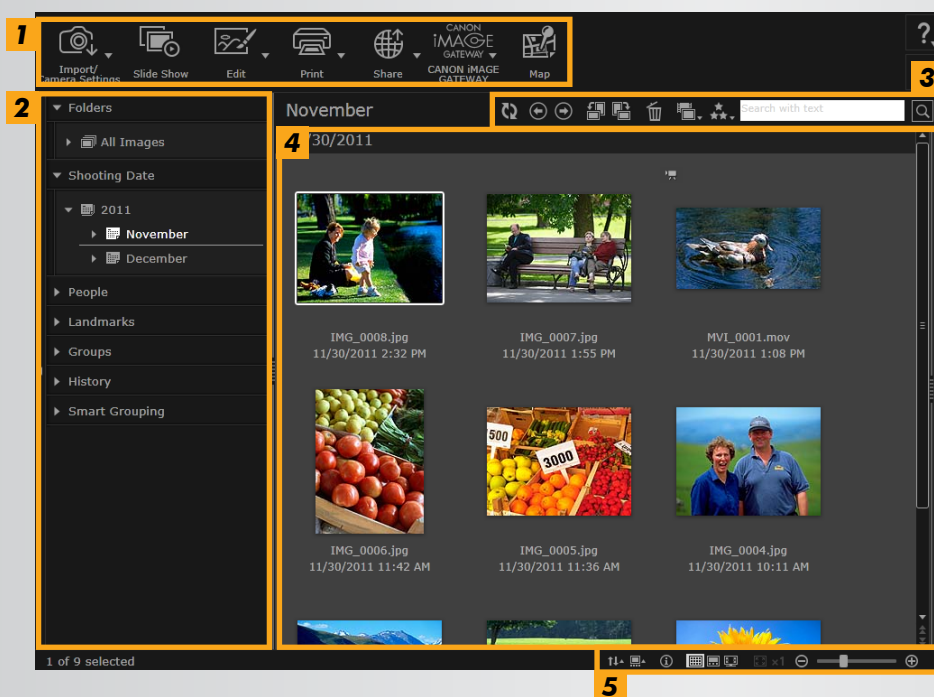 1
CANON
iMAGE
GATEWAY
?
Import/
Camera Settings
Slide Show
Edit
Print
Share
CANON iMAGE
GATEWAY
Map
3
2
Folders
November
Search with text
4
/30/2011
All Images
Shooting Date
2011
November
December
People
Landmarks
Groups
History
Smart Grouping
IMG_0008.jpg
11/30/2011 2:32 PM
IMG_0007.jpg
11/30/2011 1:55 PM
MVI_0001.mov
11/30/2011 1:08 PM
500
3000
IMG_0006.jpg
11/30/2011 11:42 AM
IMG_0005.jpg
11/30/2011 11:36 AM
IMG_0004.jpg
11/30/2011 10:11 AM
1 of 9 selected
x1
5